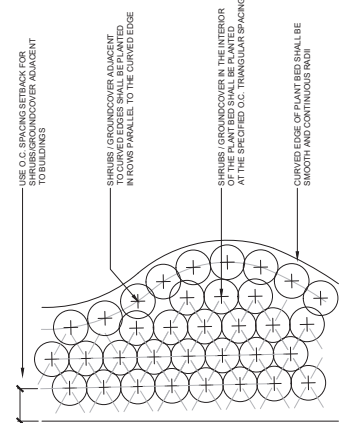 USE O.C. SPACING SETBACK FOR
SHRUBS/GROUNDCOVER ADJACENT
TO BUILDINGS
SHRUBS / GROUNDCOVER ADJACENT
TO CURVED EDGES SHALL BE PLANTED
IN ROWS PARALLEL TO THE CURVED EDGE
SHRUBS / GROUNDCOVER IN THE INTERIOR
OF THE PLANT BED SHALL BE PLANTED
AT THE SPECIFIED O.C. TRIANGULAR SPACING
CURVED EDGE OF PLANT BED SHALL BE
SMOOTH AND CONTINUOUS RADII